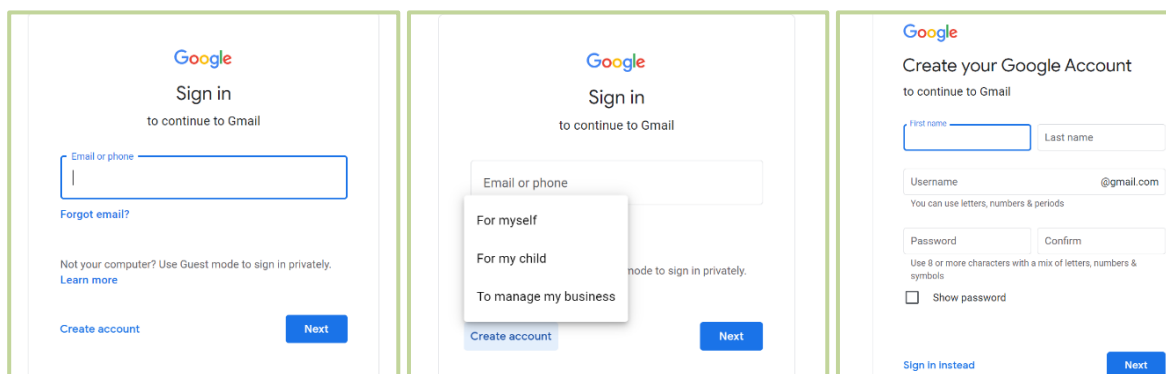 Google
Sign in
to continue to Gmail
Email or phone
Forgot email?
Not your computer? Use Guest mode to sign in privately.
Learn more
Create account
Next
Google
Sign in
to continue to Gmail
Email or phone
For myself
For my child
node to sign in privately.
To manage my business
Create account
Next
Google
Create your Google Account
to continue to Gmail
First name
Last name
Username
@gmail.com
You can use letters, numbers & periods
Password
Confirm
Use 8 or more characters with a mix of letters, numbers &
symbols
Show password
Sign in instead
Next